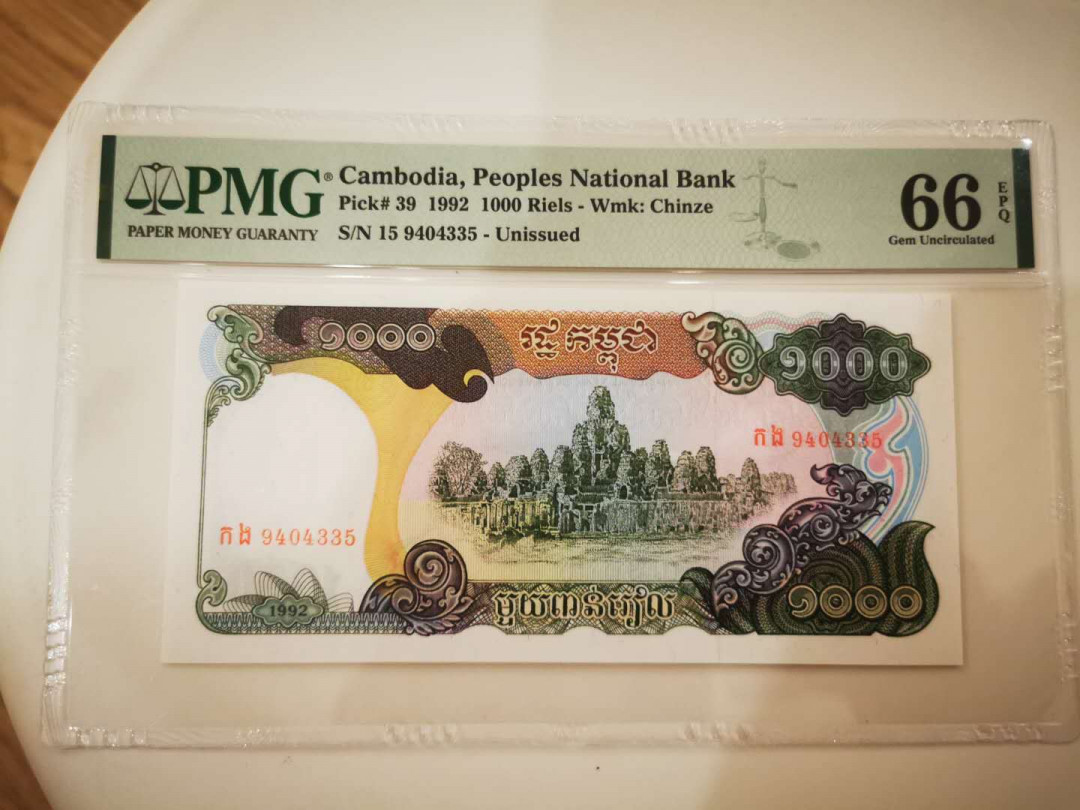 PMG® Cambodia, Peoples National Bank
Pick# 39 1992 1000 Riels - Wmk: Chinze
PAPER MONEY GUARANTY S/N 15 9404335 - Unissued
66 EPQ
Gem Uncirculated
១០០០ រដ្ឋ កម្ពុជា ១០០០
កង 9404335
កង 9404335
1992 មួយពាន់រៀល ១០០០